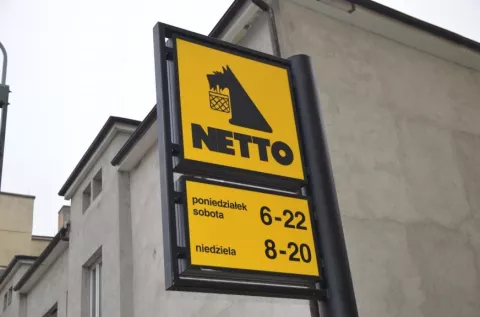 NETTO
poniedziałek
sobota 6-22
niedziela 8-20